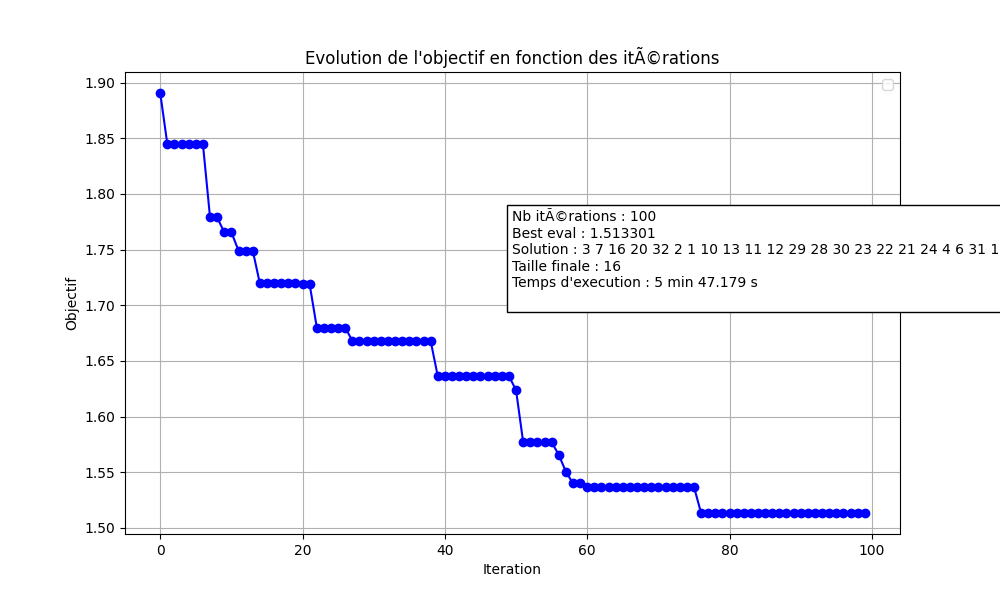 Evolution de l'objectif en fonction des itÃ©rations
1.90
1.85
1.80
1.75
1.70
1.65
1.60
1.55
1.50
Objectif
Nb itÃ©rations : 100
Best eval : 1.513301
Solution : 3 7 16 20 32 2 1 10 13 11 12 29 28 30 23 22 21 24 4 6 31 1
Taille finale : 16
Temps d'execution : 5 min 47.179 s
0 20 40 60 80 100
Iteration